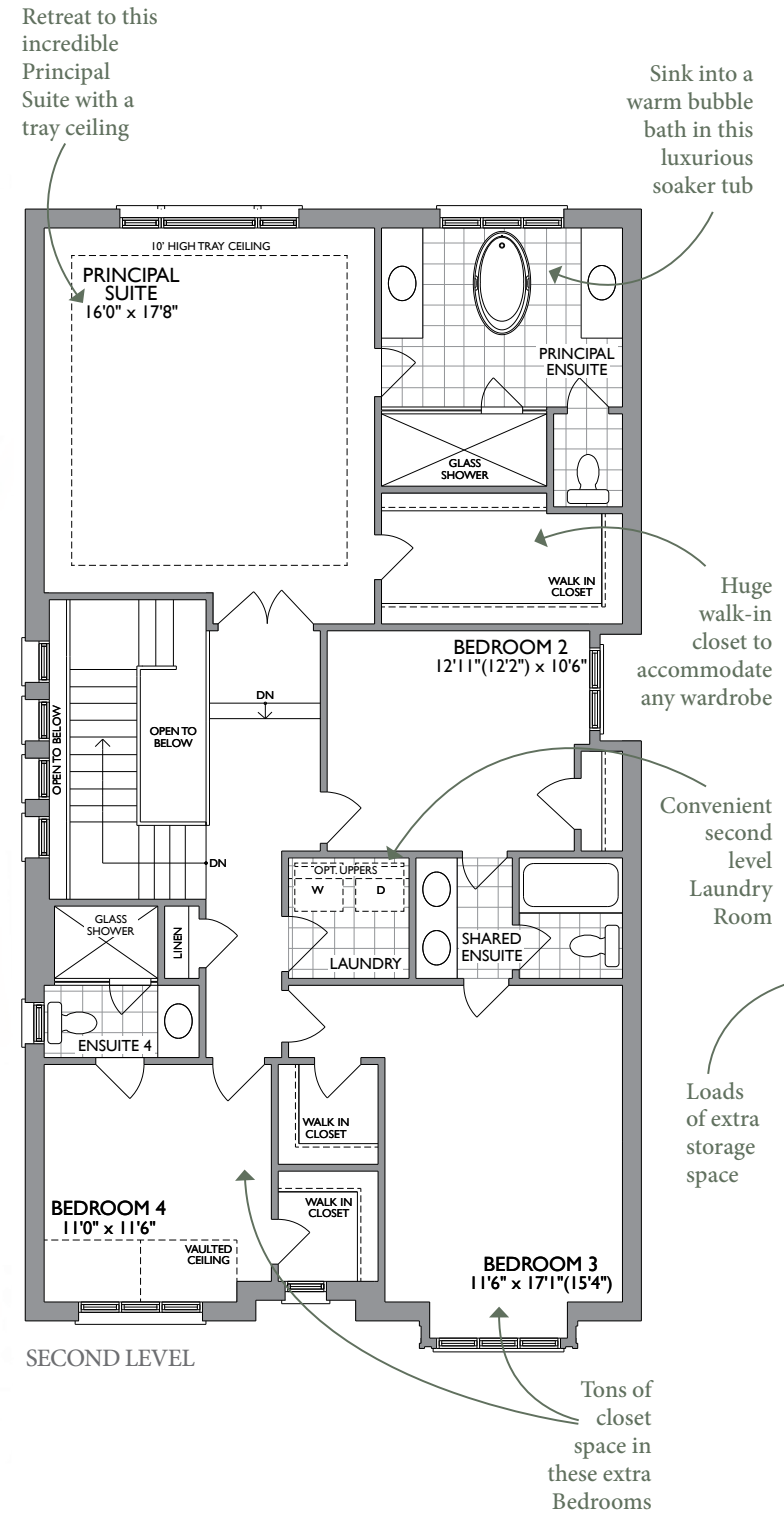 Retreat to this
incredible
Principal
Suite with a
tray ceiling
Sink into a
warm bubble
bath in this
luxurious
soaker tub
10' HIGH TRAY CEILING
PRINCIPAL
SUITE
16'0" x 17'8"
PRINCIPAL
ENSUITE
GLASS
SHOWER
WALK IN
CLOSET
Huge
walk-in
closet to
accommodate
any wardrobe
BEDROOM 2
12'11"(12'2") x 10'6"
DN
OPEN TO BELOW
OPEN TO
BELOW
DN
Convenient
second
level
Laundry
Room
OPT. UPPERS
W
D
LAUNDRY
SHARED
ENSUITE
GLASS
SHOWER
LINEN
ENSUITE 4
Loads
of extra
storage
space
WALK IN
CLOSET
WALK IN
CLOSET
BEDROOM 4
11'0" x 11'6"
VAULTED
CEILING
BEDROOM 3
11'6" x 17'1"(15'4")
SECOND LEVEL
Tons of
closet
space in
these extra
Bedrooms